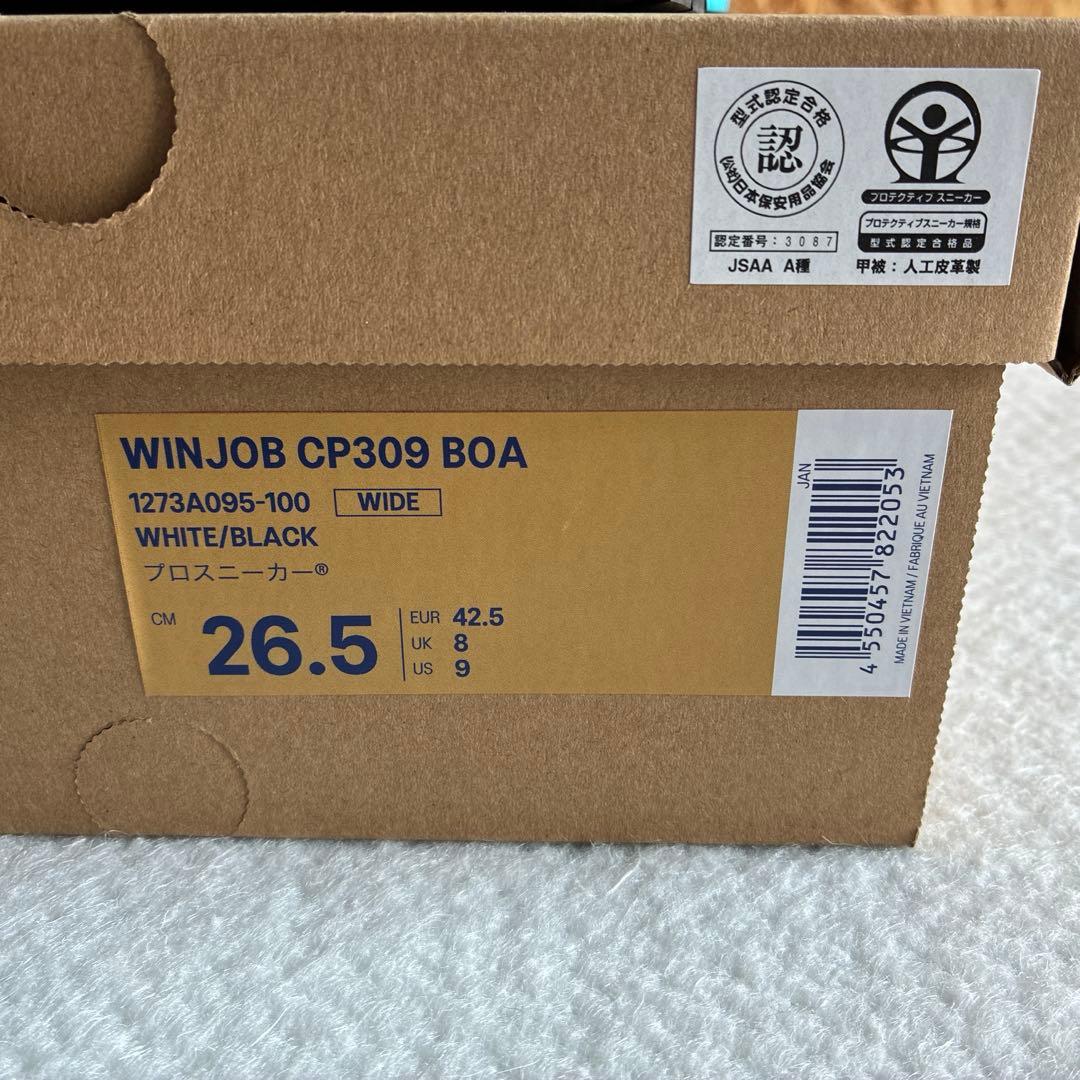 型式認定合格
認
(公社)日本保安用品協会
認定番号:3087
JSAA A種
プロテクティブ スニーカー
プロテクティブスニーカー規格
型式認定合格品
甲被:人工皮革製
WINJOB CP309 BOA
1273A095-100 WIDE
WHITE/BLACK
プロスニーカー®
CM 26.5
EUR 42.5
UK 8
US 9
JAN
4 550457 822053
MADE IN VIETNAM / FABRIQUE AU VIETNAM